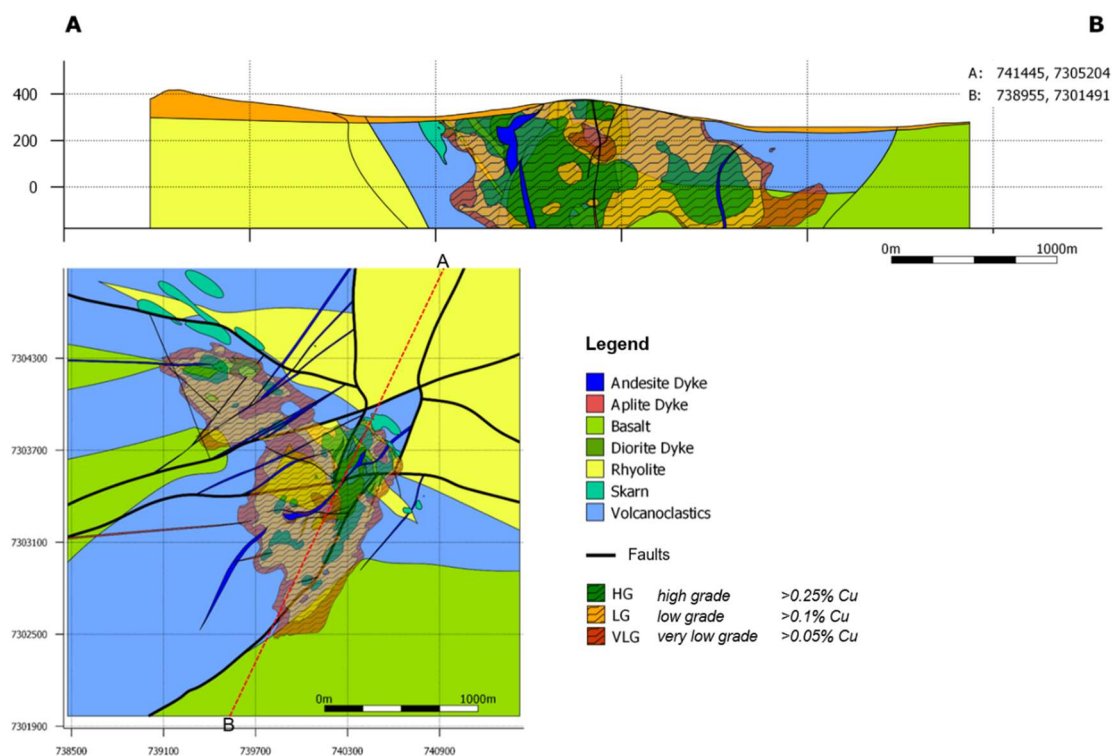 A
B
A: 741445, 7305204
B: 738955, 7301491
400
200
0
0m
1000m
A
7304300
7303700
7303100
7302500
7301900
0m
1000m
B
738500
739100
739700
740300
740900
Legend
Andesite Dyke
Aplite Dyke
Basalt
Diorite Dyke
Rhyolite
Skarn
Volcanoclastics
Faults
HG high grade >0.25% Cu
LG low grade >0.1% Cu
VLG very low grade >0.05% Cu